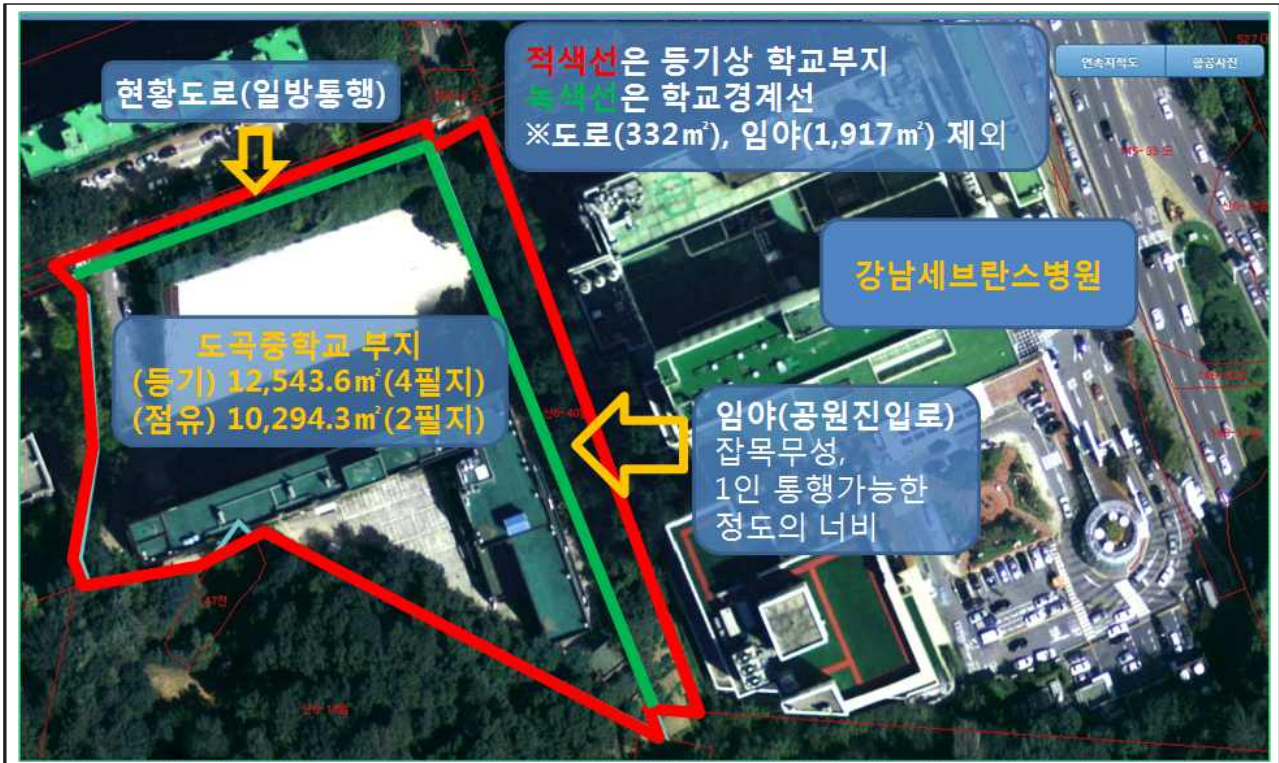 적색선은 등기상 학교부지
녹색선은 학교경계선
※도로(332㎡), 임야(1,917㎡) 제외
연속지적도
항공사진
현황도로(일방통행)
강남세브란스병원
도곡중학교 부지
(등기) 12,543.6㎡(4필지)
(점유) 10,294.3㎡(2필지)
임야(공원진입로)
잡목무성,
1인 통행가능한
정도의 너비